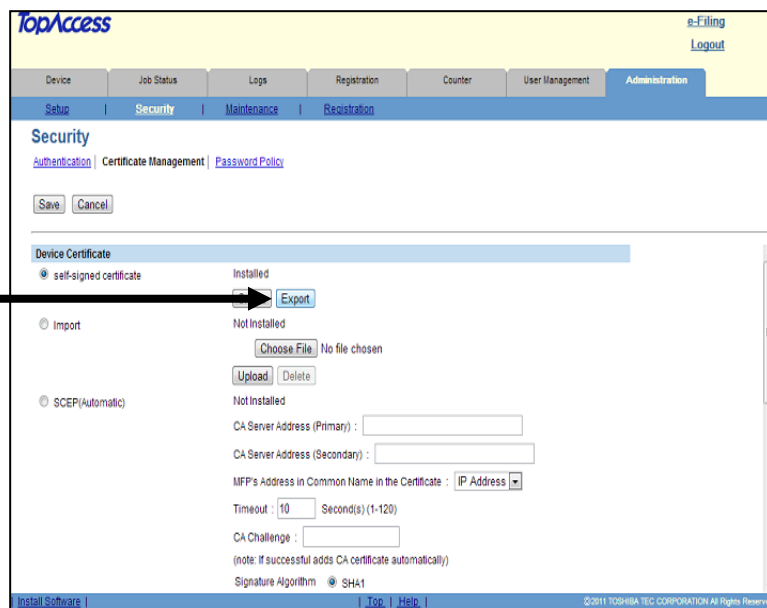 TopAccess
e-Filing
Logout
Device Job Status Logs Registration Counter User Management Administration
Setup | Security | Maintenance | Registration
Security
Authentication | Certificate Management | Password Policy
Save Cancel
Device Certificate
self-signed certificate Installed
Export
Import Not Installed
Choose File No file chosen
Upload Delete
SCEP(Automatic) Not Installed
CA Server Address (Primary) :
CA Server Address (Secondary) :
MFP's Address in Common Name in the Certificate : IP Address
Timeout : 10 Second(s) (1-120)
CA Challenge :
(note: If successful adds CA certificate automatically)
Signature Algorithm SHA1
Install Software | | Top | Help | ©2011 TOSHIBA TEC CORPORATION All Rights Reserve